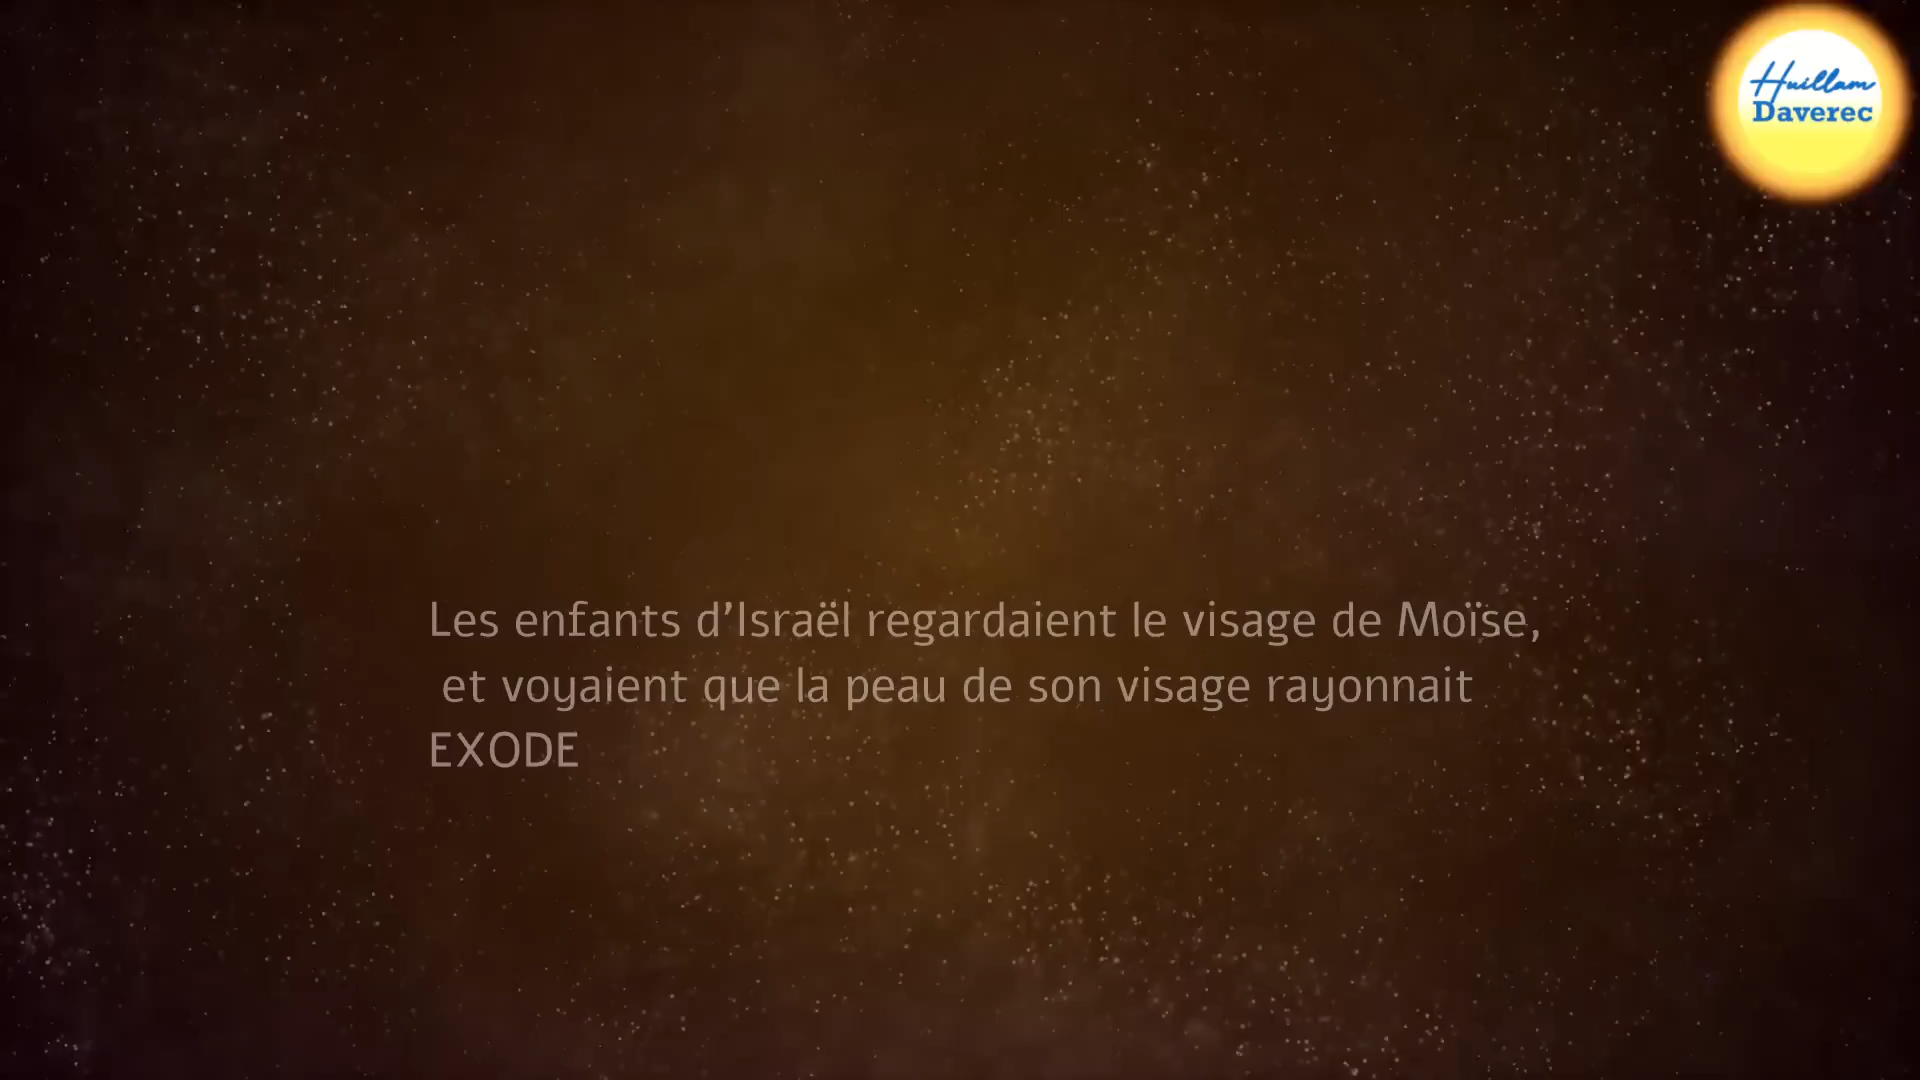 Huillam
Daverec
Les enfants d’Israël regardaient le visage de Moïse,
et voyaient que la peau de son visage rayonnait
EXODE